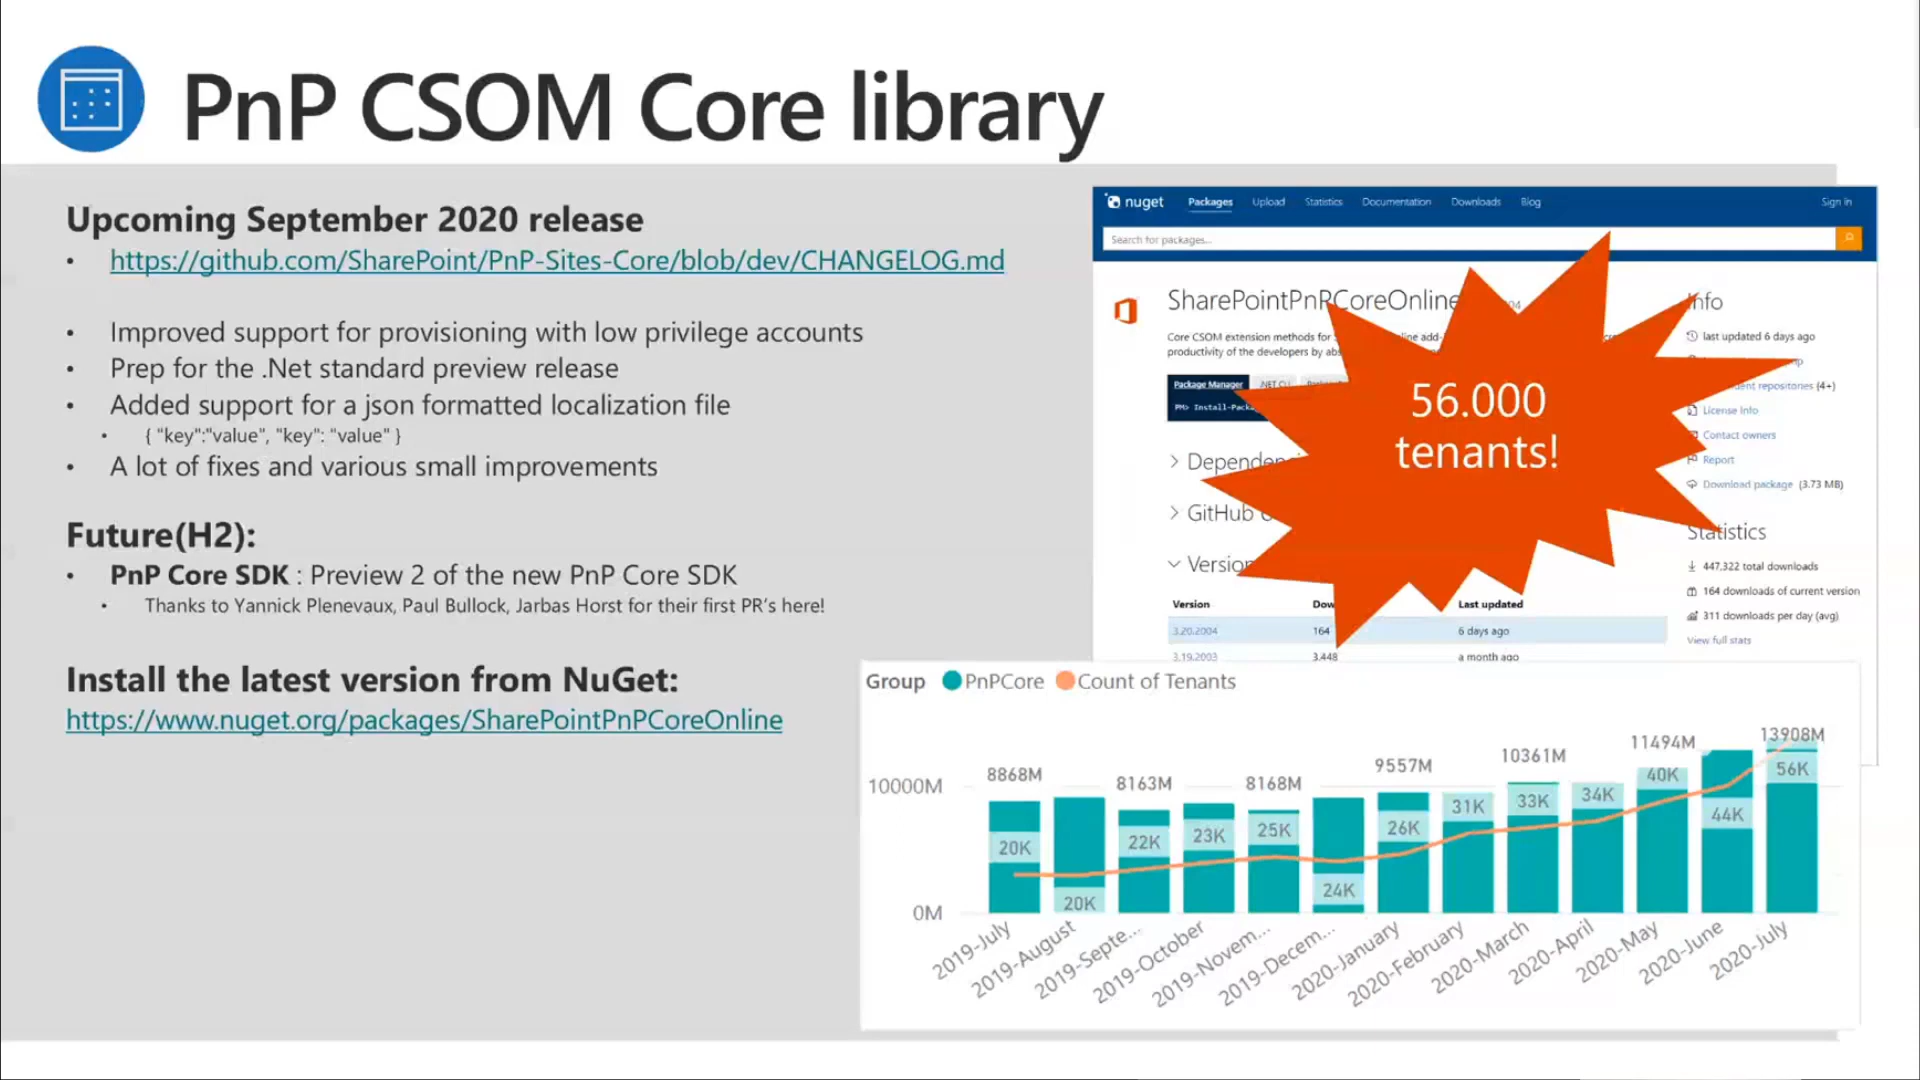 PnP CSOM Core library
Upcoming September 2020 release
• https://github.com/SharePoint/PnP-Sites-Core/blob/dev/CHANGELOG.md
• Improved support for provisioning with low privilege accounts
• Prep for the .Net standard preview release
• Added support for a json formatted localization file
• { "key":"value", "key": "value" }
• A lot of fixes and various small improvements
Future(H2):
• PnP Core SDK : Preview 2 of the new PnP Core SDK
• Thanks to Yannick Plenevaux, Paul Bullock, Jarbas Horst for their first PR's here!
Install the latest version from NuGet:
https://www.nuget.org/packages/SharePointPnPCoreOnline
nuget Packages Upload Statistics Documentation Downloads Blog Sign in
Search for packages...
SharePointPnPCoreOnline
Core CSOM extension methods for
productivity of the developers by
Package Manager .NET CLI
PM> Install-
56.000
tenants!
GitHub
Info
last updated 6 days ago
repositories (4+)
License Info
Contact owners
Report
Download package (3.73 MB)
Statistics
447,322 total downloads
164 downloads of current version
311 downloads per day (avg)
View full stats
Version Last updated
3.20.2004 164 6 days ago
3.19.2003 3,448 a month ago
Group PnPCore Count of Tenants
10000M
0M
8868M 8163M 8168M 9557M 10361M 11494M 13908M
20K 20K 22K 23K 25K 24K 26K 31K 33K 34K 40K 44K 56K
2019-July 2019-August 2019-Septe... 2019-October 2019-Novem... 2019-Decem... 2020-January 2020-February 2020-March 2020-April 2020-May 2020-June 2020-July